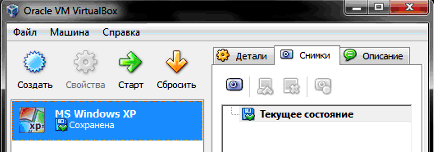 Oracle VM VirtualBox
Файл Машина Справка
Создать Свойства Старт Сбросить
Детали Снимки Описание
MS Windows XP
Сохранена
xp
Текущее состояние